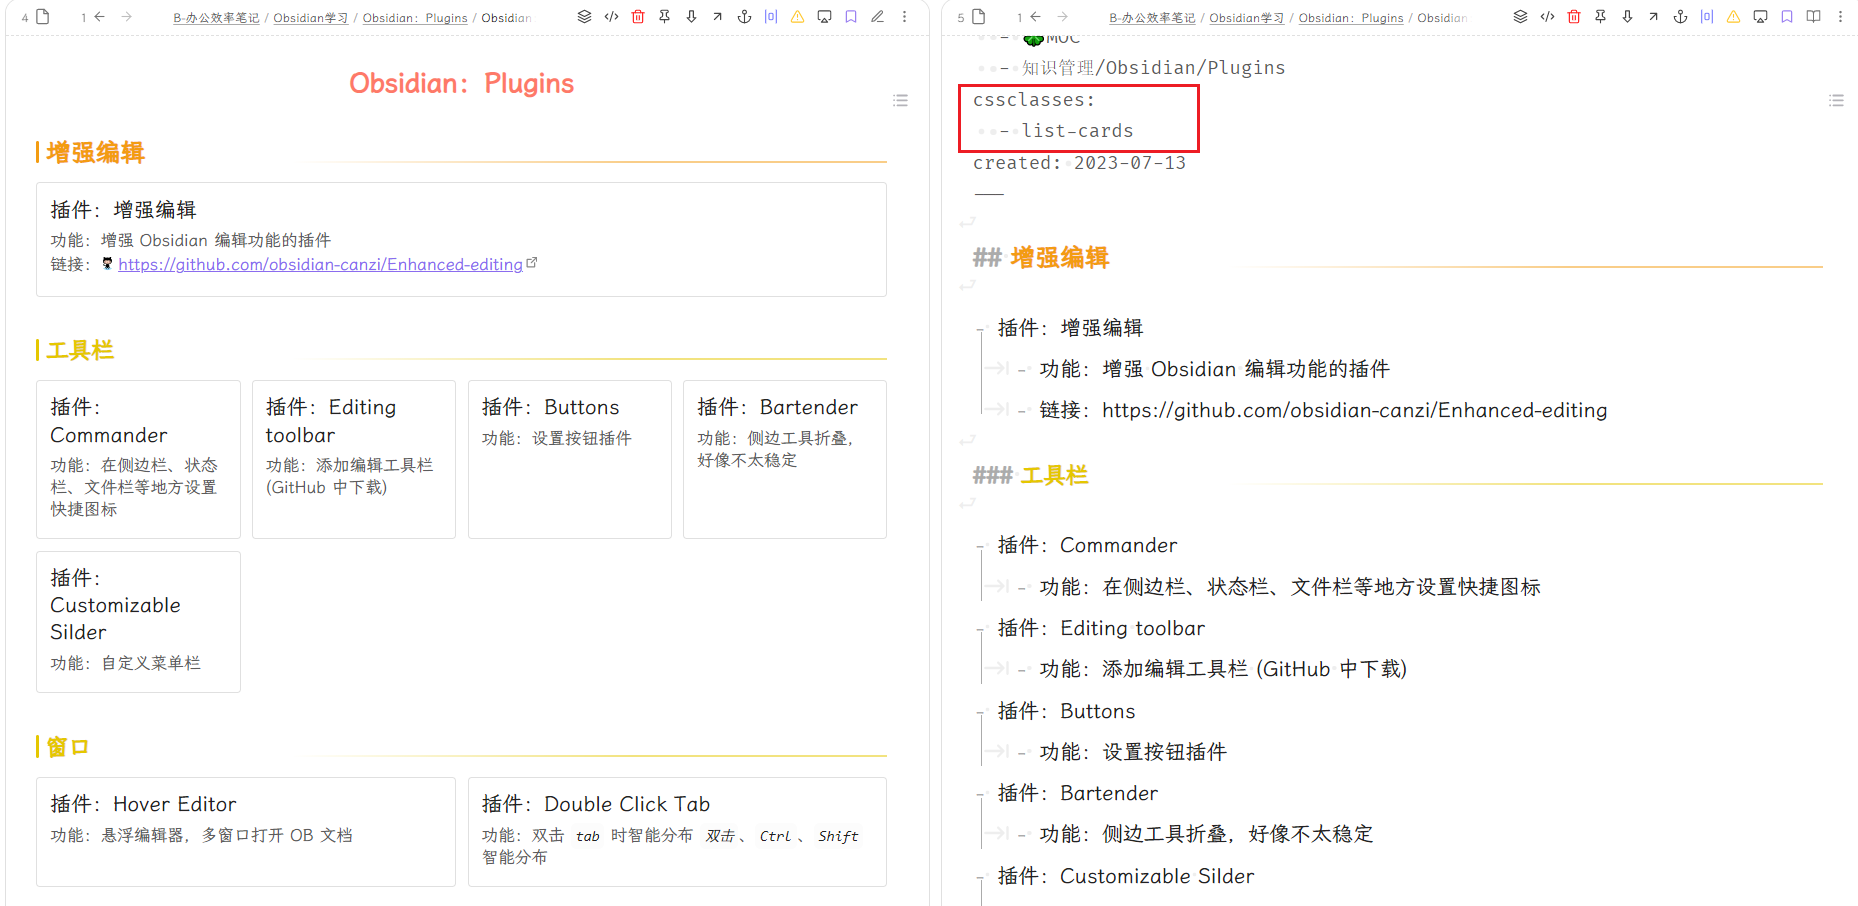 4
1
B-办公效率笔记 / Obsidian学习 / Obsidian：Plugins / Obsidian
Obsidian：Plugins
增强编辑
插件：增强编辑
功能：增强 Obsidian 编辑功能的插件
链接：https://github.com/obsidian-canzi/Enhanced-editing
工具栏
插件：
Commander
功能：在侧边栏、状态
栏、文件栏等地方设置
快捷图标
插件：Editing
toolbar
功能：添加编辑工具栏
(GitHub 中下载)
插件：Buttons
功能：设置按钮插件
插件：Bartender
功能：侧边工具折叠，
好像不太稳定
插件：
Customizable
Silder
功能：自定义菜单栏
窗口
插件：Hover Editor
功能：悬浮编辑器，多窗口打开 OB 文档
插件：Double Click Tab
功能：双击 tab 时智能分布 双击、Ctrl、Shift
智能分布
5
1
B-办公效率笔记 / Obsidian学习 / Obsidian：Plugins / Obsidian
- MOC
- 知识管理/Obsidian/Plugins
cssclasses:
- list-cards
created: 2023-07-13
---
## 增强编辑
- 插件：增强编辑
- 功能：增强 Obsidian 编辑功能的插件
- 链接：https://github.com/obsidian-canzi/Enhanced-editing
### 工具栏
- 插件：Commander
- 功能：在侧边栏、状态栏、文件栏等地方设置快捷图标
- 插件：Editing toolbar
- 功能：添加编辑工具栏 (GitHub 中下载)
- 插件：Buttons
- 功能：设置按钮插件
- 插件：Bartender
- 功能：侧边工具折叠，好像不太稳定
- 插件：Customizable Silder